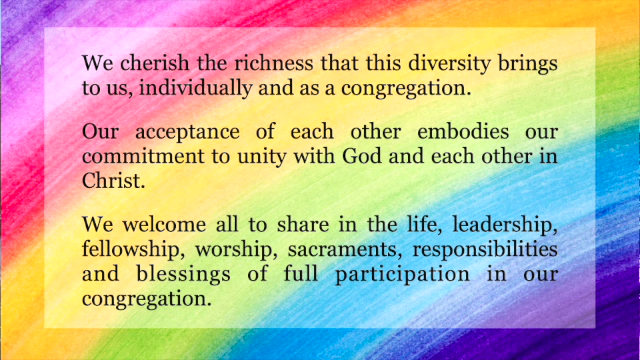 We cherish the richness that this diversity brings
to us, individually and as a congregation.
Our acceptance of each other embodies our
commitment to unity with God and each other in
Christ.
We welcome all to share in the life, leadership,
fellowship, worship, sacraments, responsibilities
and blessings of full participation in our
congregation.